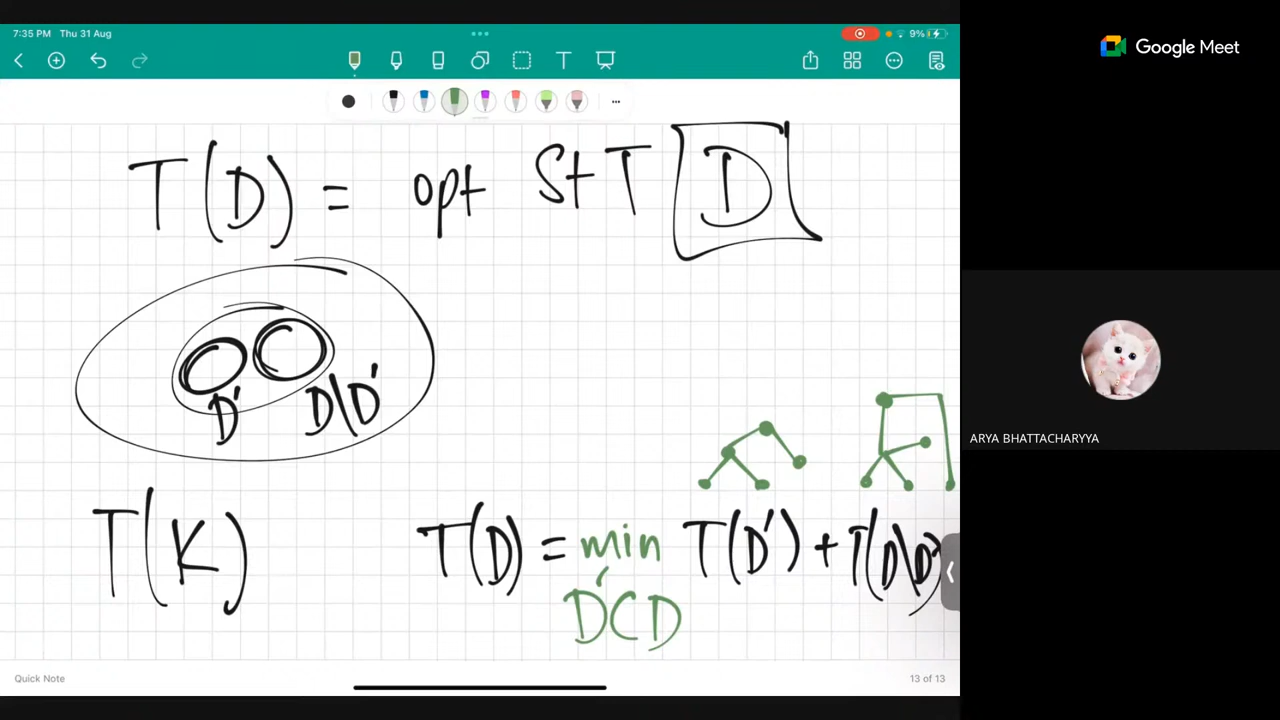 7:35 PM Thu 31 Aug
9%
Google Meet
T(D) = opt StT D
D' D\D'
ARYA BHATTACHARYYA
T(K) T(D) = min T(D') + T(D\D')
D'⊂D
Quick Note
13 of 13